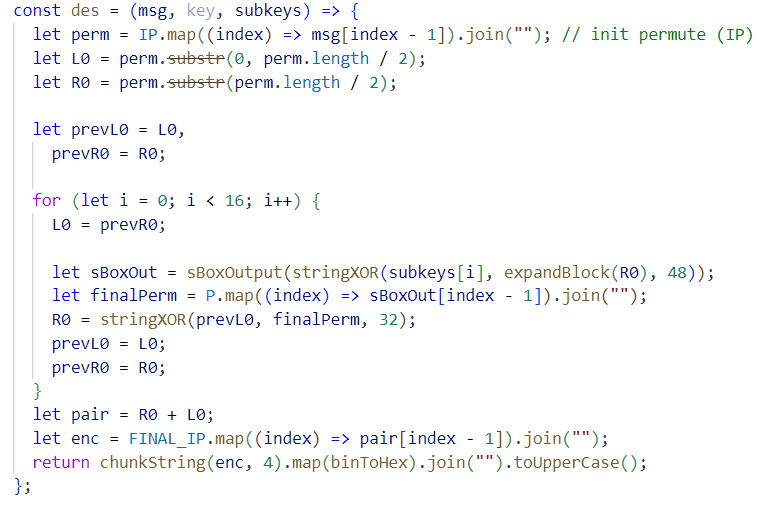 const des = (msg, key, subkeys) => {
let perm = IP.map((index) => msg[index - 1]).join(""); // init permute (IP)
let L0 = perm.substr(0, perm.length / 2);
let R0 = perm.substr(perm.length / 2);
let prevL0 = L0,
prevR0 = R0;
for (let i = 0; i < 16; i++) {
L0 = prevR0;
let sBoxOut = sBoxOutput(stringXOR(subkeys[i], expandBlock(R0), 48));
let finalPerm = P.map((index) => sBoxOut[index - 1]).join("");
R0 = stringXOR(prevL0, finalPerm, 32);
prevL0 = L0;
prevR0 = R0;
}
let pair = R0 + L0;
let enc = FINAL_IP.map((index) => pair[index - 1]).join("");
return chunkString(enc, 4).map(binToHex).join("").toUpperCase();
};